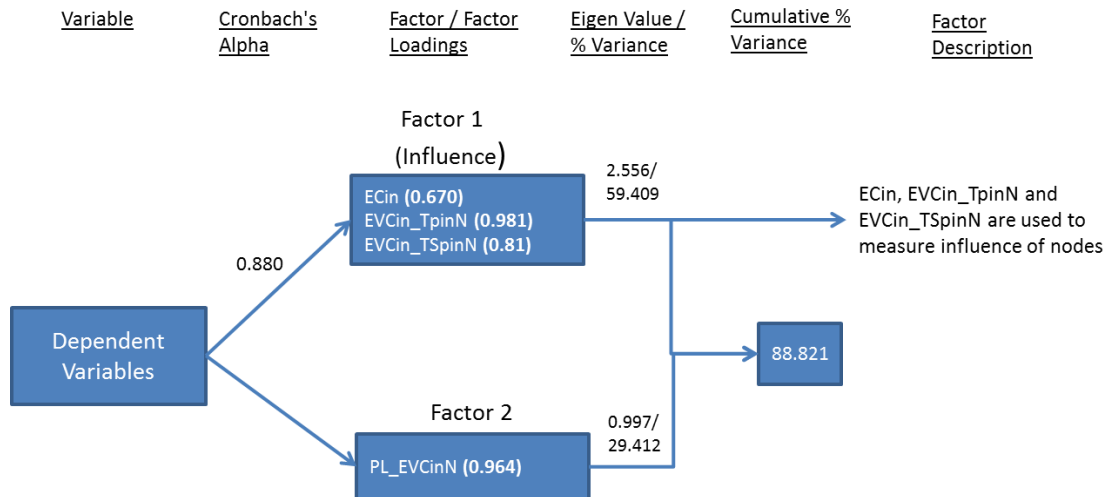 Variable
Cronbach's
Alpha
Factor / Factor
Loadings
Eigen Value /
% Variance
Cumulative %
Variance
Factor
Description
Factor 1
(Influence)
2.556/
59.409
ECin (0.670)
EVCin_TpinN (0.981)
EVCin_TSpinN (0.81)
ECin, EVCin_TpinN and
EVCin_TSpinN are used to
measure influence of nodes
0.880
Dependent
Variables
88.821
Factor 2
0.997/
29.412
PL_EVCinN (0.964)